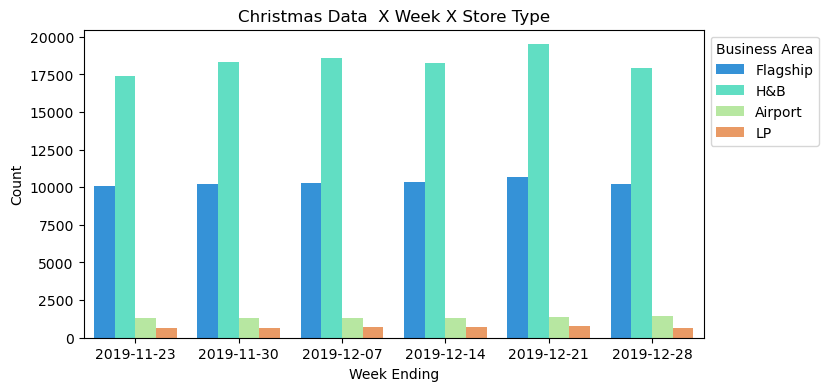 Christmas Data  X Week X Store Type
Count
20000
17500
15000
12500
10000
7500
5000
2500
0
2019-11-23
2019-11-30
2019-12-07
2019-12-14
2019-12-21
2019-12-28
Week Ending
Business Area
Flagship
H&B
Airport
LP